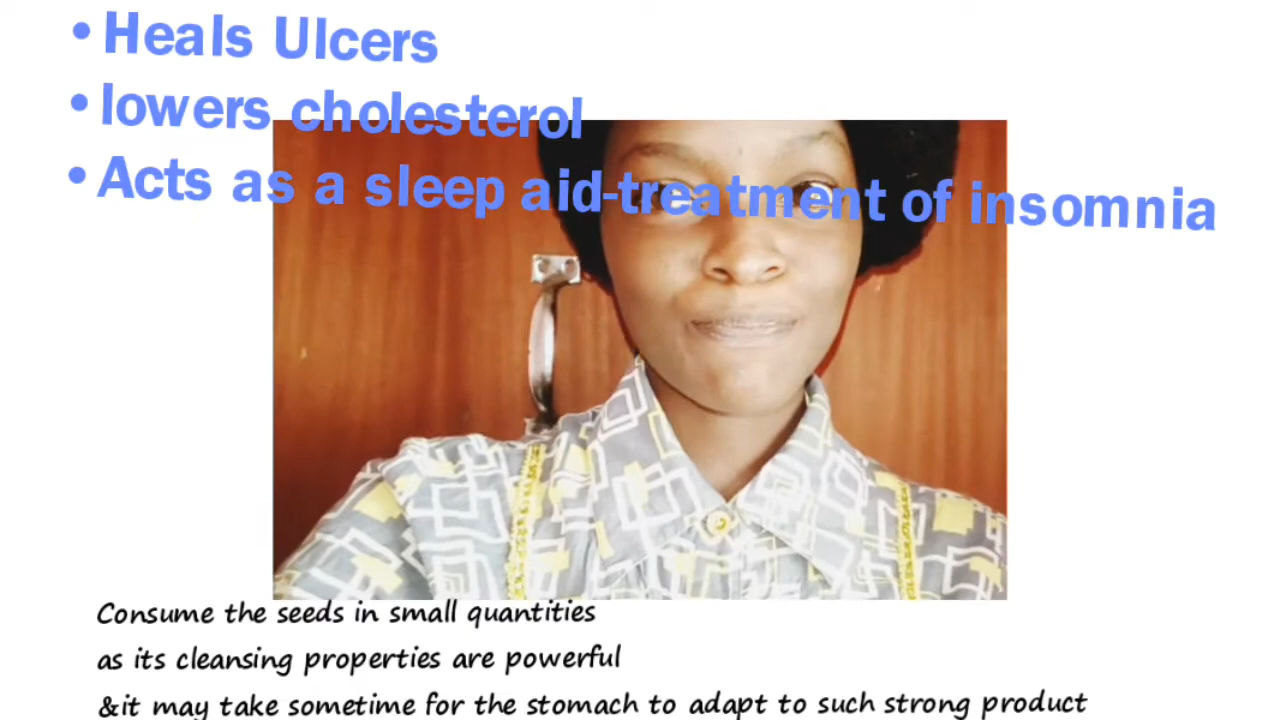 • Heals Ulcers
• lowers cholesterol
• Acts as a sleep aid-treatment of insomnia
Consume the seeds in small quantities
as its cleansing properties are powerful
&it may take sometime for the stomach to adapt to such strong product